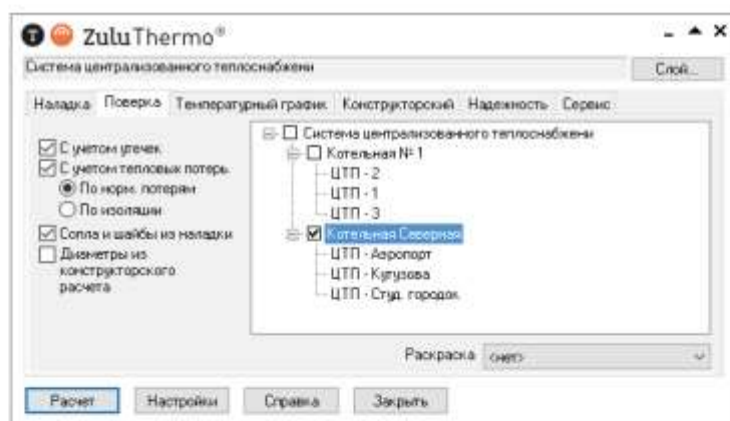 ZuluThermo®
Система централизованного теплоснабжени
Слой...
Наладка Поверка Температурный график Конструкторский Надежность Сервис
С учетом утечек
С учетом тепловых потерь
По норм. потерям
По изоляции
Сопла и шайбы из наладки
Диаметры из
конструкторского
расчета
Система централизованного теплоснабжени
Котельная № 1
ЦТП - 2
ЦТП - 1
ЦТП - 3
Котельная Северная
ЦТП - Аэропорт
ЦТП - Кутузова
ЦТП - Студ. городок
Раскраска <нет>
Расчет Настройки Справка Закрыть